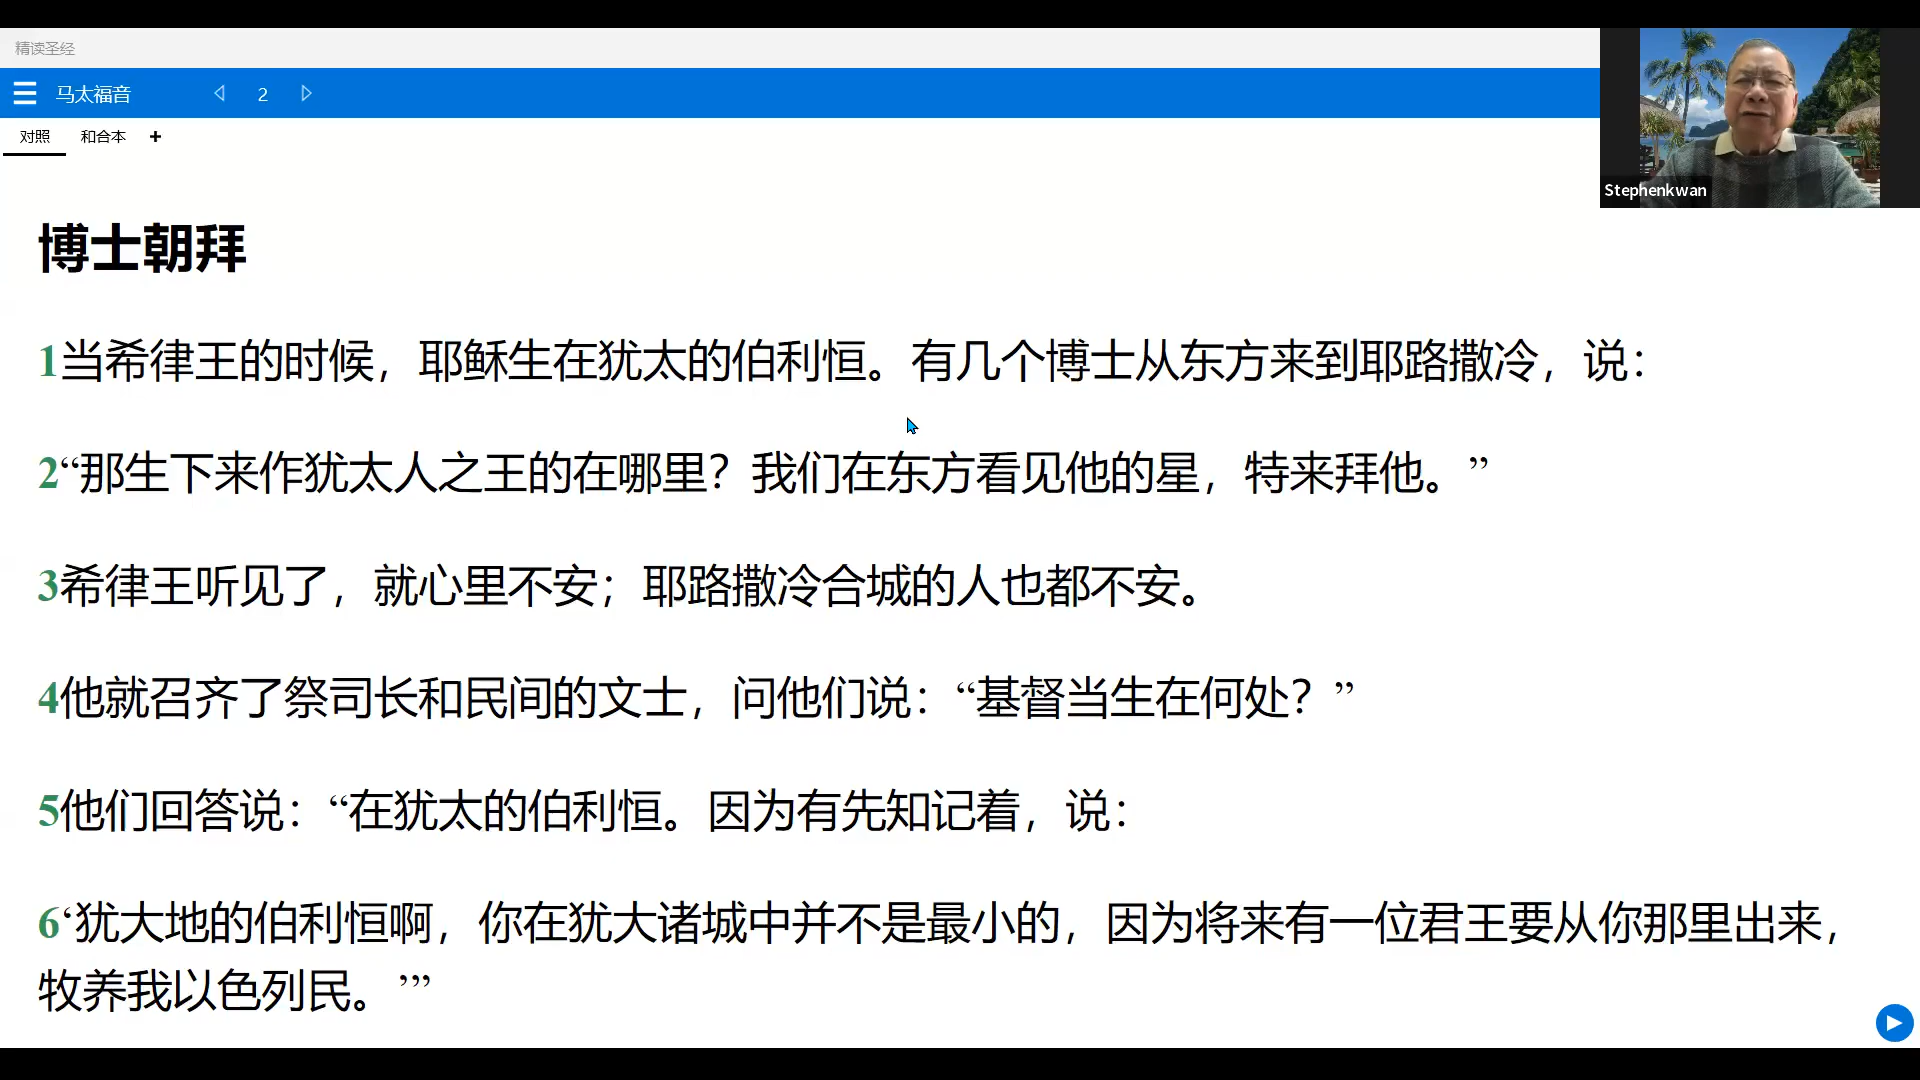 精读圣经
马太福音 2
对照 和合本 +
Stephenkwan
博士朝拜
1当希律王的时候，耶稣生在犹太的伯利恒。有几个博士从东方来到耶路撒冷，说：
2“那生下来作犹太人之王的在哪里？我们在东方看见他的星，特来拜他。”
3希律王听见了，就心里不安；耶路撒冷合城的人也都不安。
4他就召齐了祭司长和民间的文士，问他们说：“基督当生在何处？”
5他们回答说：“在犹太的伯利恒。因为有先知记着，说：
6‘犹大地的伯利恒啊，你在犹大诸城中并不是最小的，因为将来有一位君王要从你那里出来，
牧养我以色列民。’”